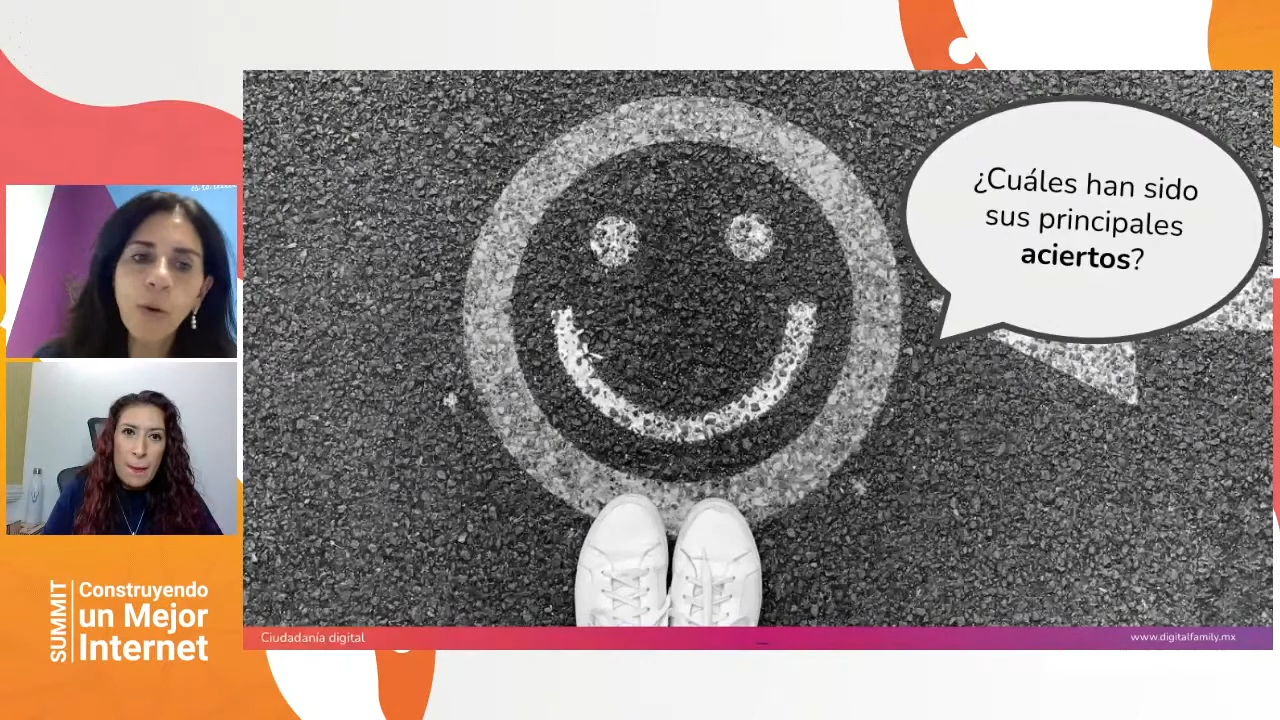 ¿Cuáles han sido
sus principales
aciertos?
SUMMIT
Construyendo
un Mejor
Internet
Ciudadanía digital
www.digitalfamily.mx